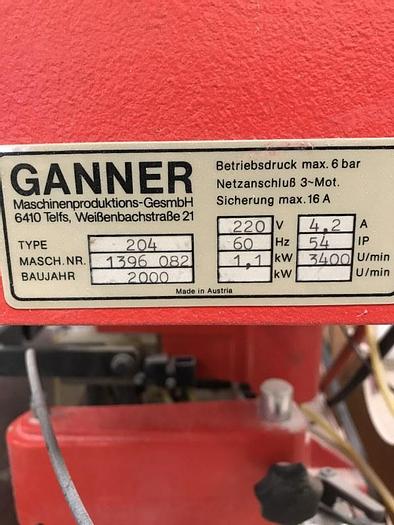 GANNER
Maschinenproduktions-GesmbH
6410 Telfs, Weißenbachstraße 21
Betriebsdruck max. 6 bar
Netzanschluß 3~Mot.
Sicherung max. 16 A
220 V 4,2 A
TYPE 204 60 Hz 54 IP
MASCH. NR. 1396 082 1,1 kW 3400 U/min
BAUJAHR 2000 kW U/min
Made in Austria